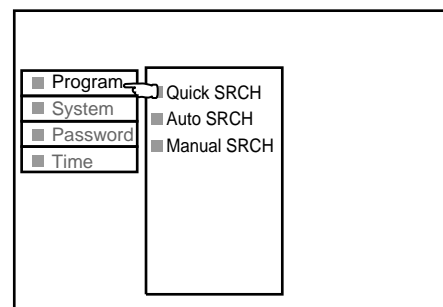 Program
System
Password
Time
Quick SRCH
Auto SRCH
Manual SRCH